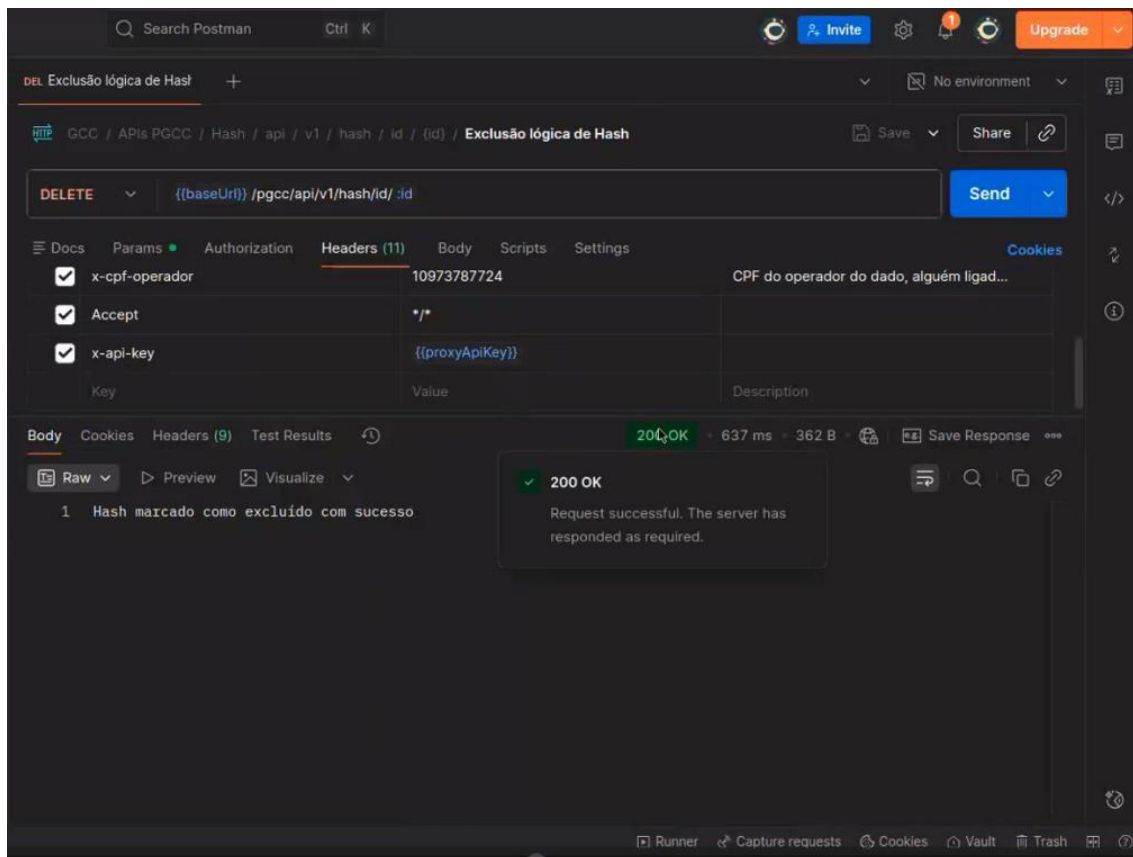 Search Postman Ctrl K Invite 1 Upgrade
DEL Exclusão lógica de Hash + No environment
HTTP GCC / APIs PGCC / Hash / api / v1 / hash / id / {id} / Exclusão lógica de Hash Save Share
DELETE {{baseUrl}} /pgcc/api/v1/hash/id/ :id Send
Docs Params Authorization Headers (11) Body Scripts Settings Cookies
x-cpf-operador 10973787724 CPF do operador do dado, alguém ligad...
Accept */*
x-api-key {{proxyApiKey}}
Key Value Description
Body Cookies Headers (9) Test Results 200 OK 637 ms 362 B Save Response
Raw Preview Visualize
200 OK
1 Hash marcado como excluído com sucesso
Request successful. The server has
responded as required.
Runner Capture requests Cookies Vault Trash